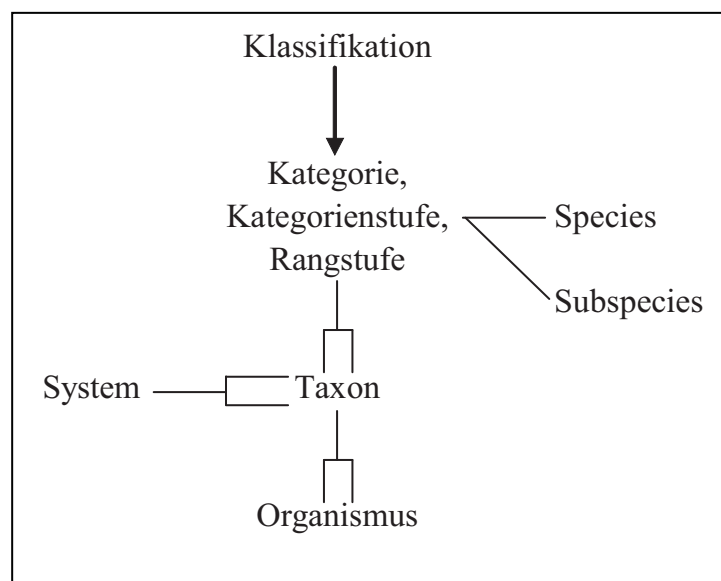 Klassifikation
Kategorie,
Kategorienstufe,
Rangstufe
Species
Subspecies
System
Taxon
Organismus